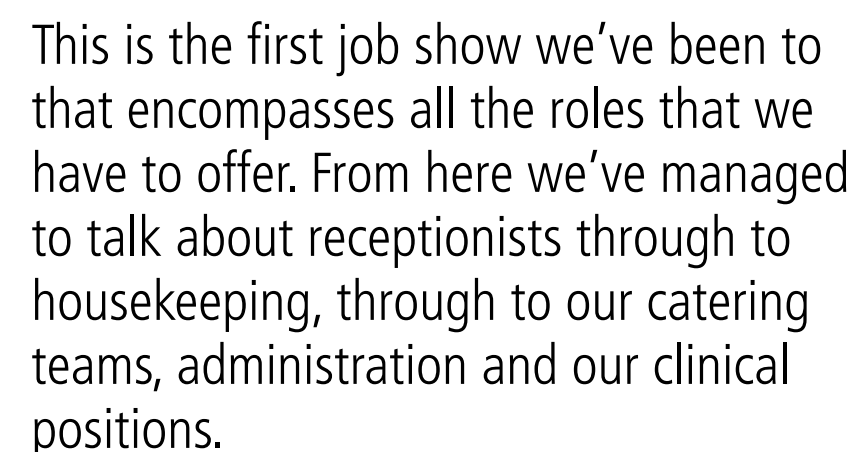 This is the first job show we’ve been to
that encompasses all the roles that we
have to offer. From here we’ve managed
to talk about receptionists through to
housekeeping, through to our catering
teams, administration and our clinical
positions.